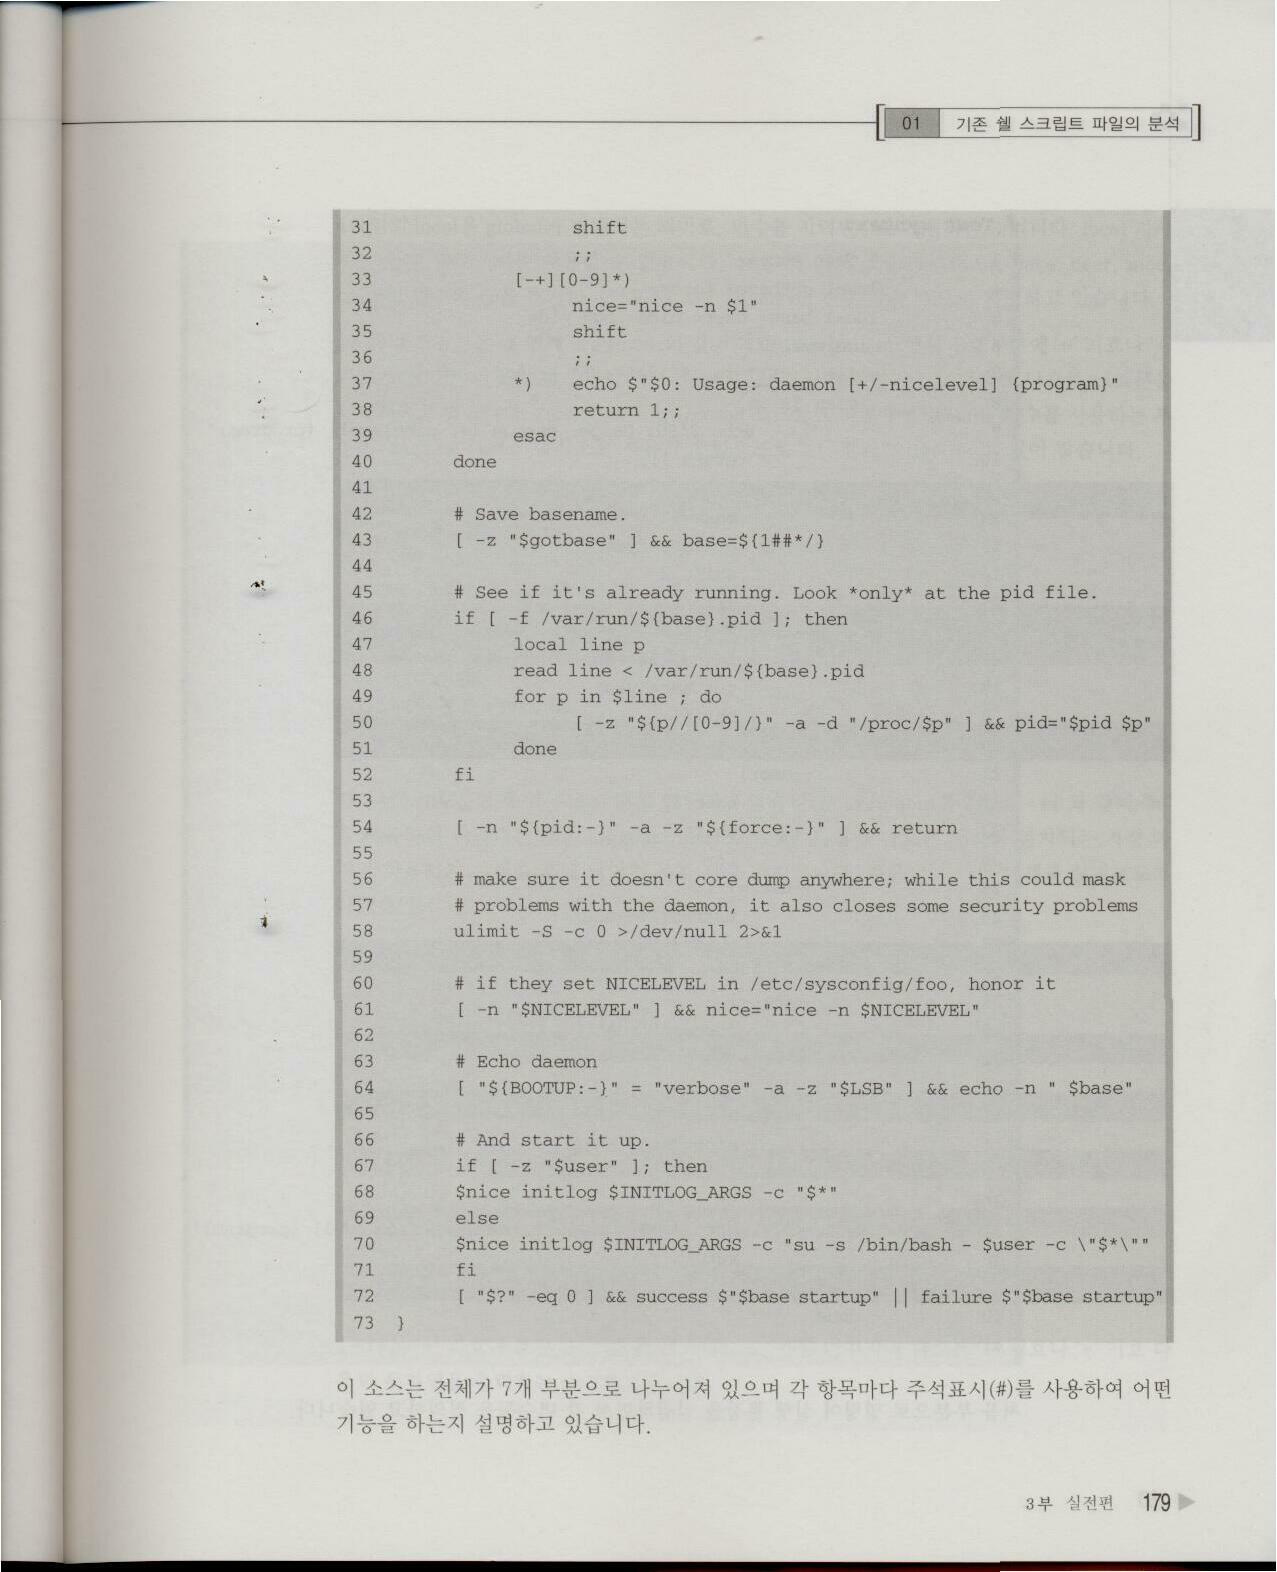 01 기존 쉘 스크립트 파일의 분석
31 shift
32 ;;
33 [-+][0-9]*)
34 nice="nice -n $1"
35 shift
36 ;;
37 *) echo $"$0: Usage: daemon [+/-nicelevel] {program}"
38 return 1;;
39 esac
40 done
41
42 # Save basename.
43 [ -z "$gotbase" ] && base=${1##*/}
44
45 # See if it's already running. Look *only* at the pid file.
46 if [ -f /var/run/${base}.pid ]; then
47 local line p
48 read line < /var/run/${base}.pid
49 for p in $line ; do
50 [ -z "${p//[0-9]/}" -a -d "/proc/$p" ] && pid="$pid $p"
51 done
52 fi
53
54 [ -n "${pid:-}" -a -z "${force:-}" ] && return
55
56 # make sure it doesn't core dump anywhere; while this could mask
57 # problems with the daemon, it also closes some security problems
58 ulimit -S -c 0 >/dev/null 2>&1
59
60 # if they set NICELEVEL in /etc/sysconfig/foo, honor it
61 [ -n "$NICELEVEL" ] && nice="nice -n $NICELEVEL"
62
63 # Echo daemon
64 [ "${BOOTUP:-}" = "verbose" -a -z "$LSB" ] && echo -n " $base"
65
66 # And start it up.
67 if [ -z "$user" ]; then
68 $nice initlog $INITLOG_ARGS -c "$*"
69 else
70 $nice initlog $INITLOG_ARGS -c "su -s /bin/bash - $user -c \"$*\""
71 fi
72 [ "$?" -eq 0 ] && success $"$base startup" || failure $"$base startup"
73 }
이 소스는 전체가 7개 부분으로 나누어져 있으며 각 항목마다 주석표시(#)를 사용하여 어떤
기능을 하는지 설명하고 있습니다.
3부 실전편 179